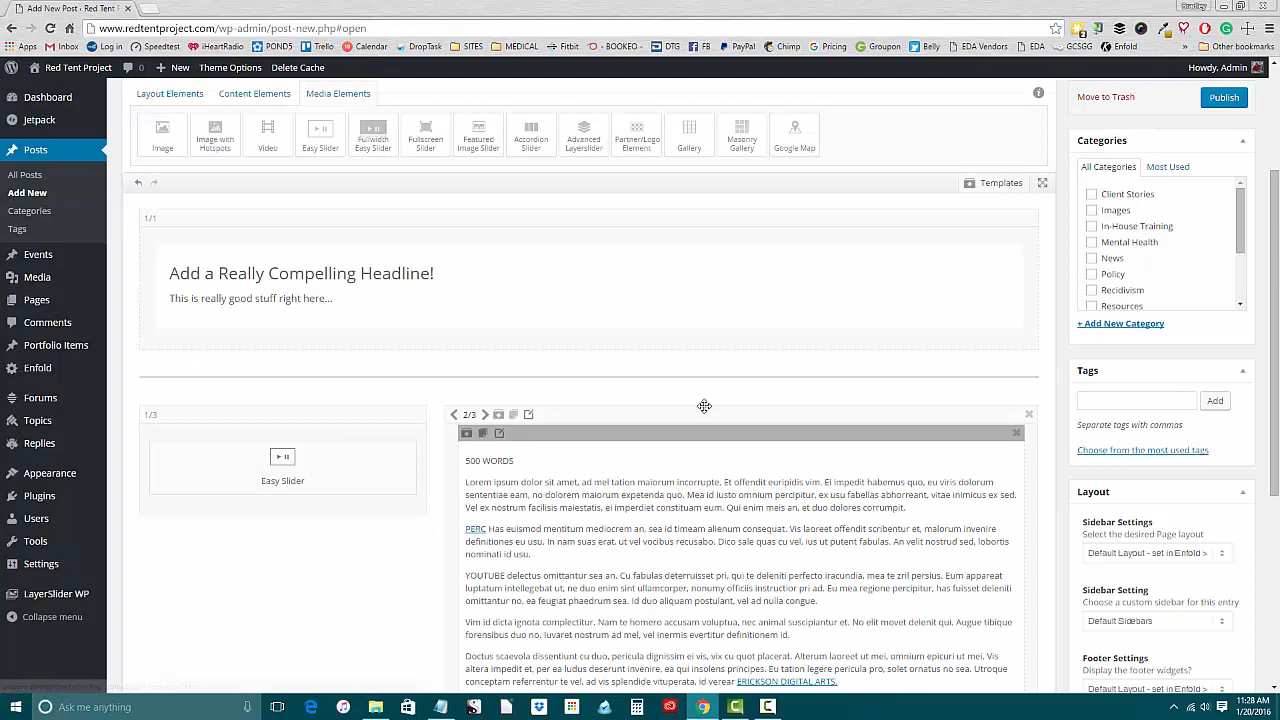 Add New Post ‹ Red Tent P
Bradley
www.redtentproject.com/wp-admin/post-new.php#open
Apps Inbox Log in Speedtest iHeartRadio POND5 Trello Calendar DropTask SITES MEDICAL Fitbit - BOOKED DTG FB PayPal Chimp Pricing Groupon Belly EDA Vendors EDA GCSGG Enfold » Other bookmarks
Red Tent Project 0 + New Theme Options Delete Cache Howdy, Admin
Dashboard
Jetpack
Posts
All Posts
Add New
Categories
Tags
Events
Media
Pages
Comments
Portfolio Items
Enfold
Forums
Topics
Replies
Appearance
Plugins
Users
Tools
Settings
LayerSlider WP
Collapse menu
Layout Elements Content Elements Media Elements
Image
Image with Hotspots
Video
Easy Slider
Fullwidth Easy Slider
Fullscreen Slider
Featured Image Slider
Accordion Slider
Advanced Layerslider
Partner/Logo Element
Gallery
Masonry Gallery
Google Map
Templates
1/1
Add a Really Compelling Headline!
This is really good stuff right here...
1/3
Easy Slider
2/3
500 WORDS
Lorem ipsum dolor sit amet, ad mel tation maiorum incorrupte. Et offendit euripidis vim. Ei impedit habemus quo, eu viris dolorum
sententiae eam, no dolorem maiorum expetenda quo. Mea id iusto omnium percipitur, ex usu fabellas abhorreant, vitae inimicus ex sed.
Vel ex nostrum facilisis maiestatis, ei imperdiet constituam eum. Qui enim meis an, et duo dolores corrumpit.
PERC Has euismod mentitum mediocrem an, sea id timeam alienum consequat. Vis laoreet offendit scribentur et, malorum invenire
definitiones eu usu. In nam suas erat, ut vel vocibus recusabo. Dico sale quas cu vel, ius ut putent fabulas. An velit nostrud sed, lobortis
nominati id usu.
YOUTUBE delectus omittantur sea an. Cu fabulas deterruisset pri, qui te deleniti perfecto iracundia, mea te zril persius. Eum appareat
luptatum intellegebat ut, ne duo enim sint ullamcorper, nonumy officiis instructior pri ad. Eu mea regione percipitur, has fuisset deleniti
omittantur no, ea feugiat phaedrum sea. Id duo aliquam postulant, vel ad nulla congue.
Vim id dicta ignota complectitur. Nam te homero accusam voluptua, nec animal suscipiantur et. No elit movet delenit qui. Augue tibique
forensibus duo no. Iuvaret nostrum ad mel, vel inermis evertitur definitionem id.
Doctus scaevola dissentiunt cu duo, pericula dignissim ei vis, vix cu quot placerat. Alterum laoreet ut mei, omnium epicuri ut mei. Vis
altera impedit et, per ea ludus deserunt invenire, ea qui insolens principes. Eu tation legere pericula pro, solet ornatus no sea. Utroque
consectetuer referrentur te vel, ad vis splendide vituperata, id verear ERICKSON DIGITAL ARTS.
Move to Trash
Publish
Categories
All Categories Most Used
Client Stories
Images
In-House Training
Mental Health
News
Policy
Recidivism
Resources
+ Add New Category
Tags
Add
Separate tags with commas
Choose from the most used tags
Layout
Sidebar Settings
Select the desired Page layout
Default Layout - set in Enfold >
Sidebar Setting
Choose a custom sidebar for this entry
Default Sidebars
Footer Settings
Display the footer widgets?
Default Layout - set in Enfold >
Ask me anything
11:28 AM
1/20/2016